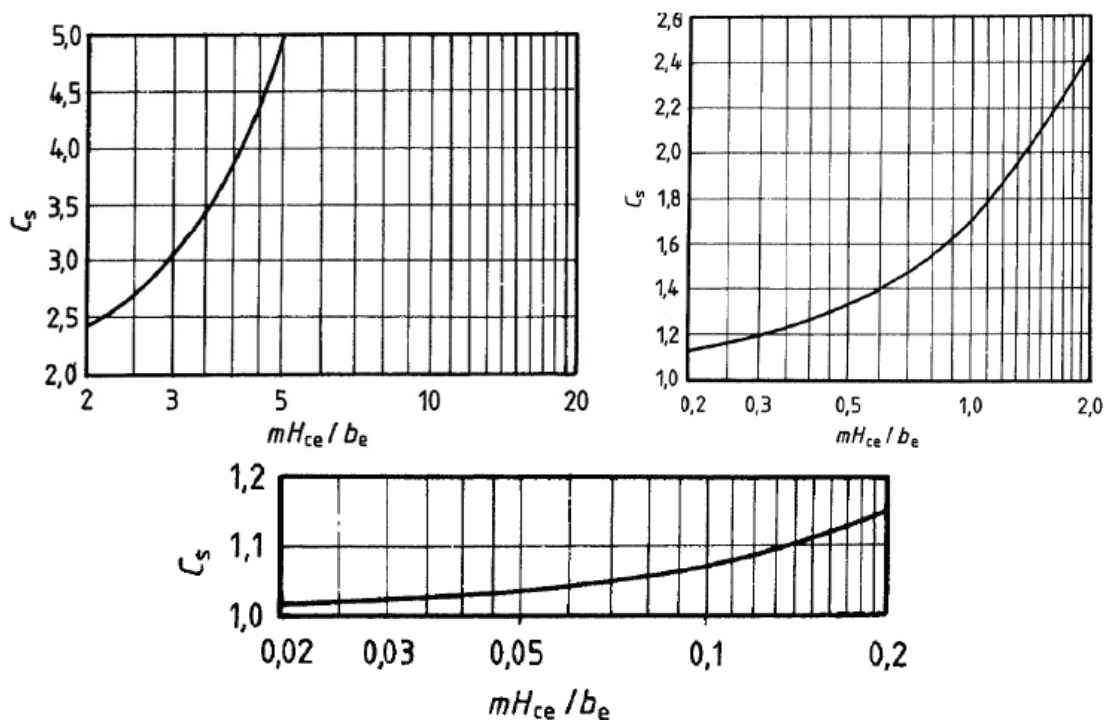 5,0
4,5
4,0
3,5
3,0
2,5
2,0
C_s
2 3 5 10 20
mH_ce / b_e
2,6
2,4
2,2
2,0
1,8
1,6
1,4
1,2
1,0
C_s
0,2 0,3 0,5 1,0 2,0
mH_ce / b_e
1,2
1,1
1,0
C_s
0,02 0,03 0,05 0,1 0,2
mH_ce / b_e